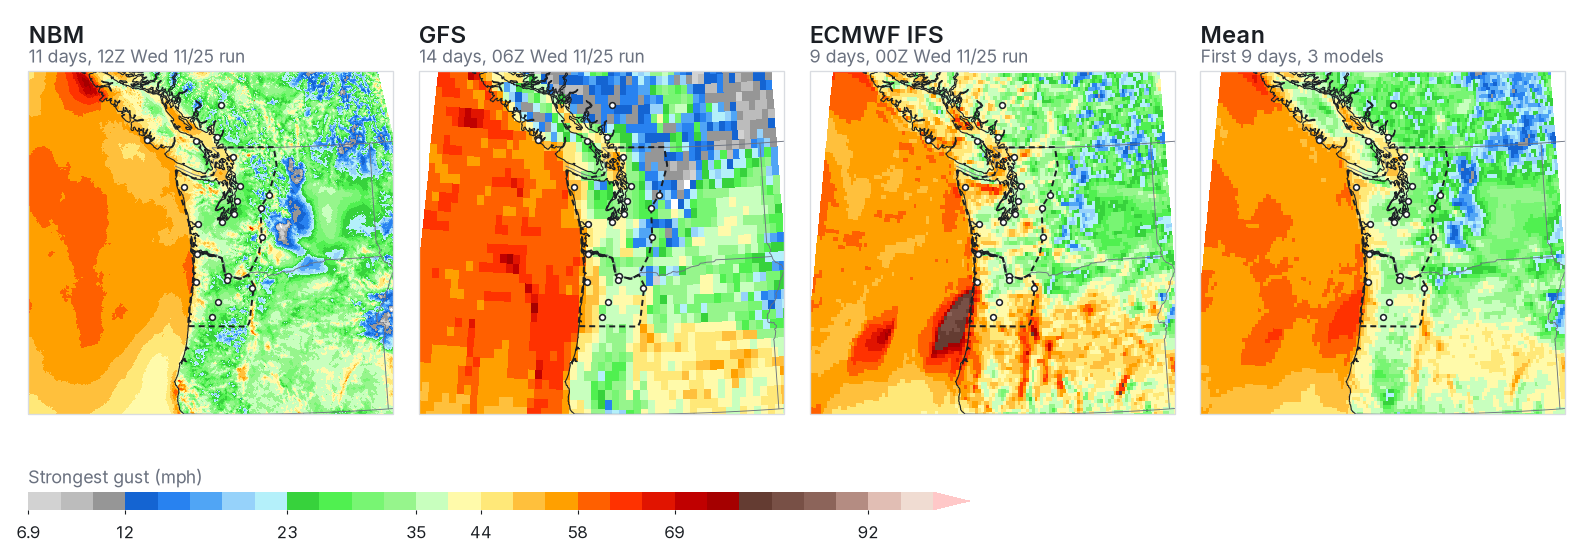 NBM
11 days, 12Z Wed 11/25 run
GFS
14 days, 06Z Wed 11/25 run
ECMWF IFS
9 days, 00Z Wed 11/25 run
Mean
First 9 days, 3 models
Strongest gust (mph)
6.9 12 23 35 44 58 69 92